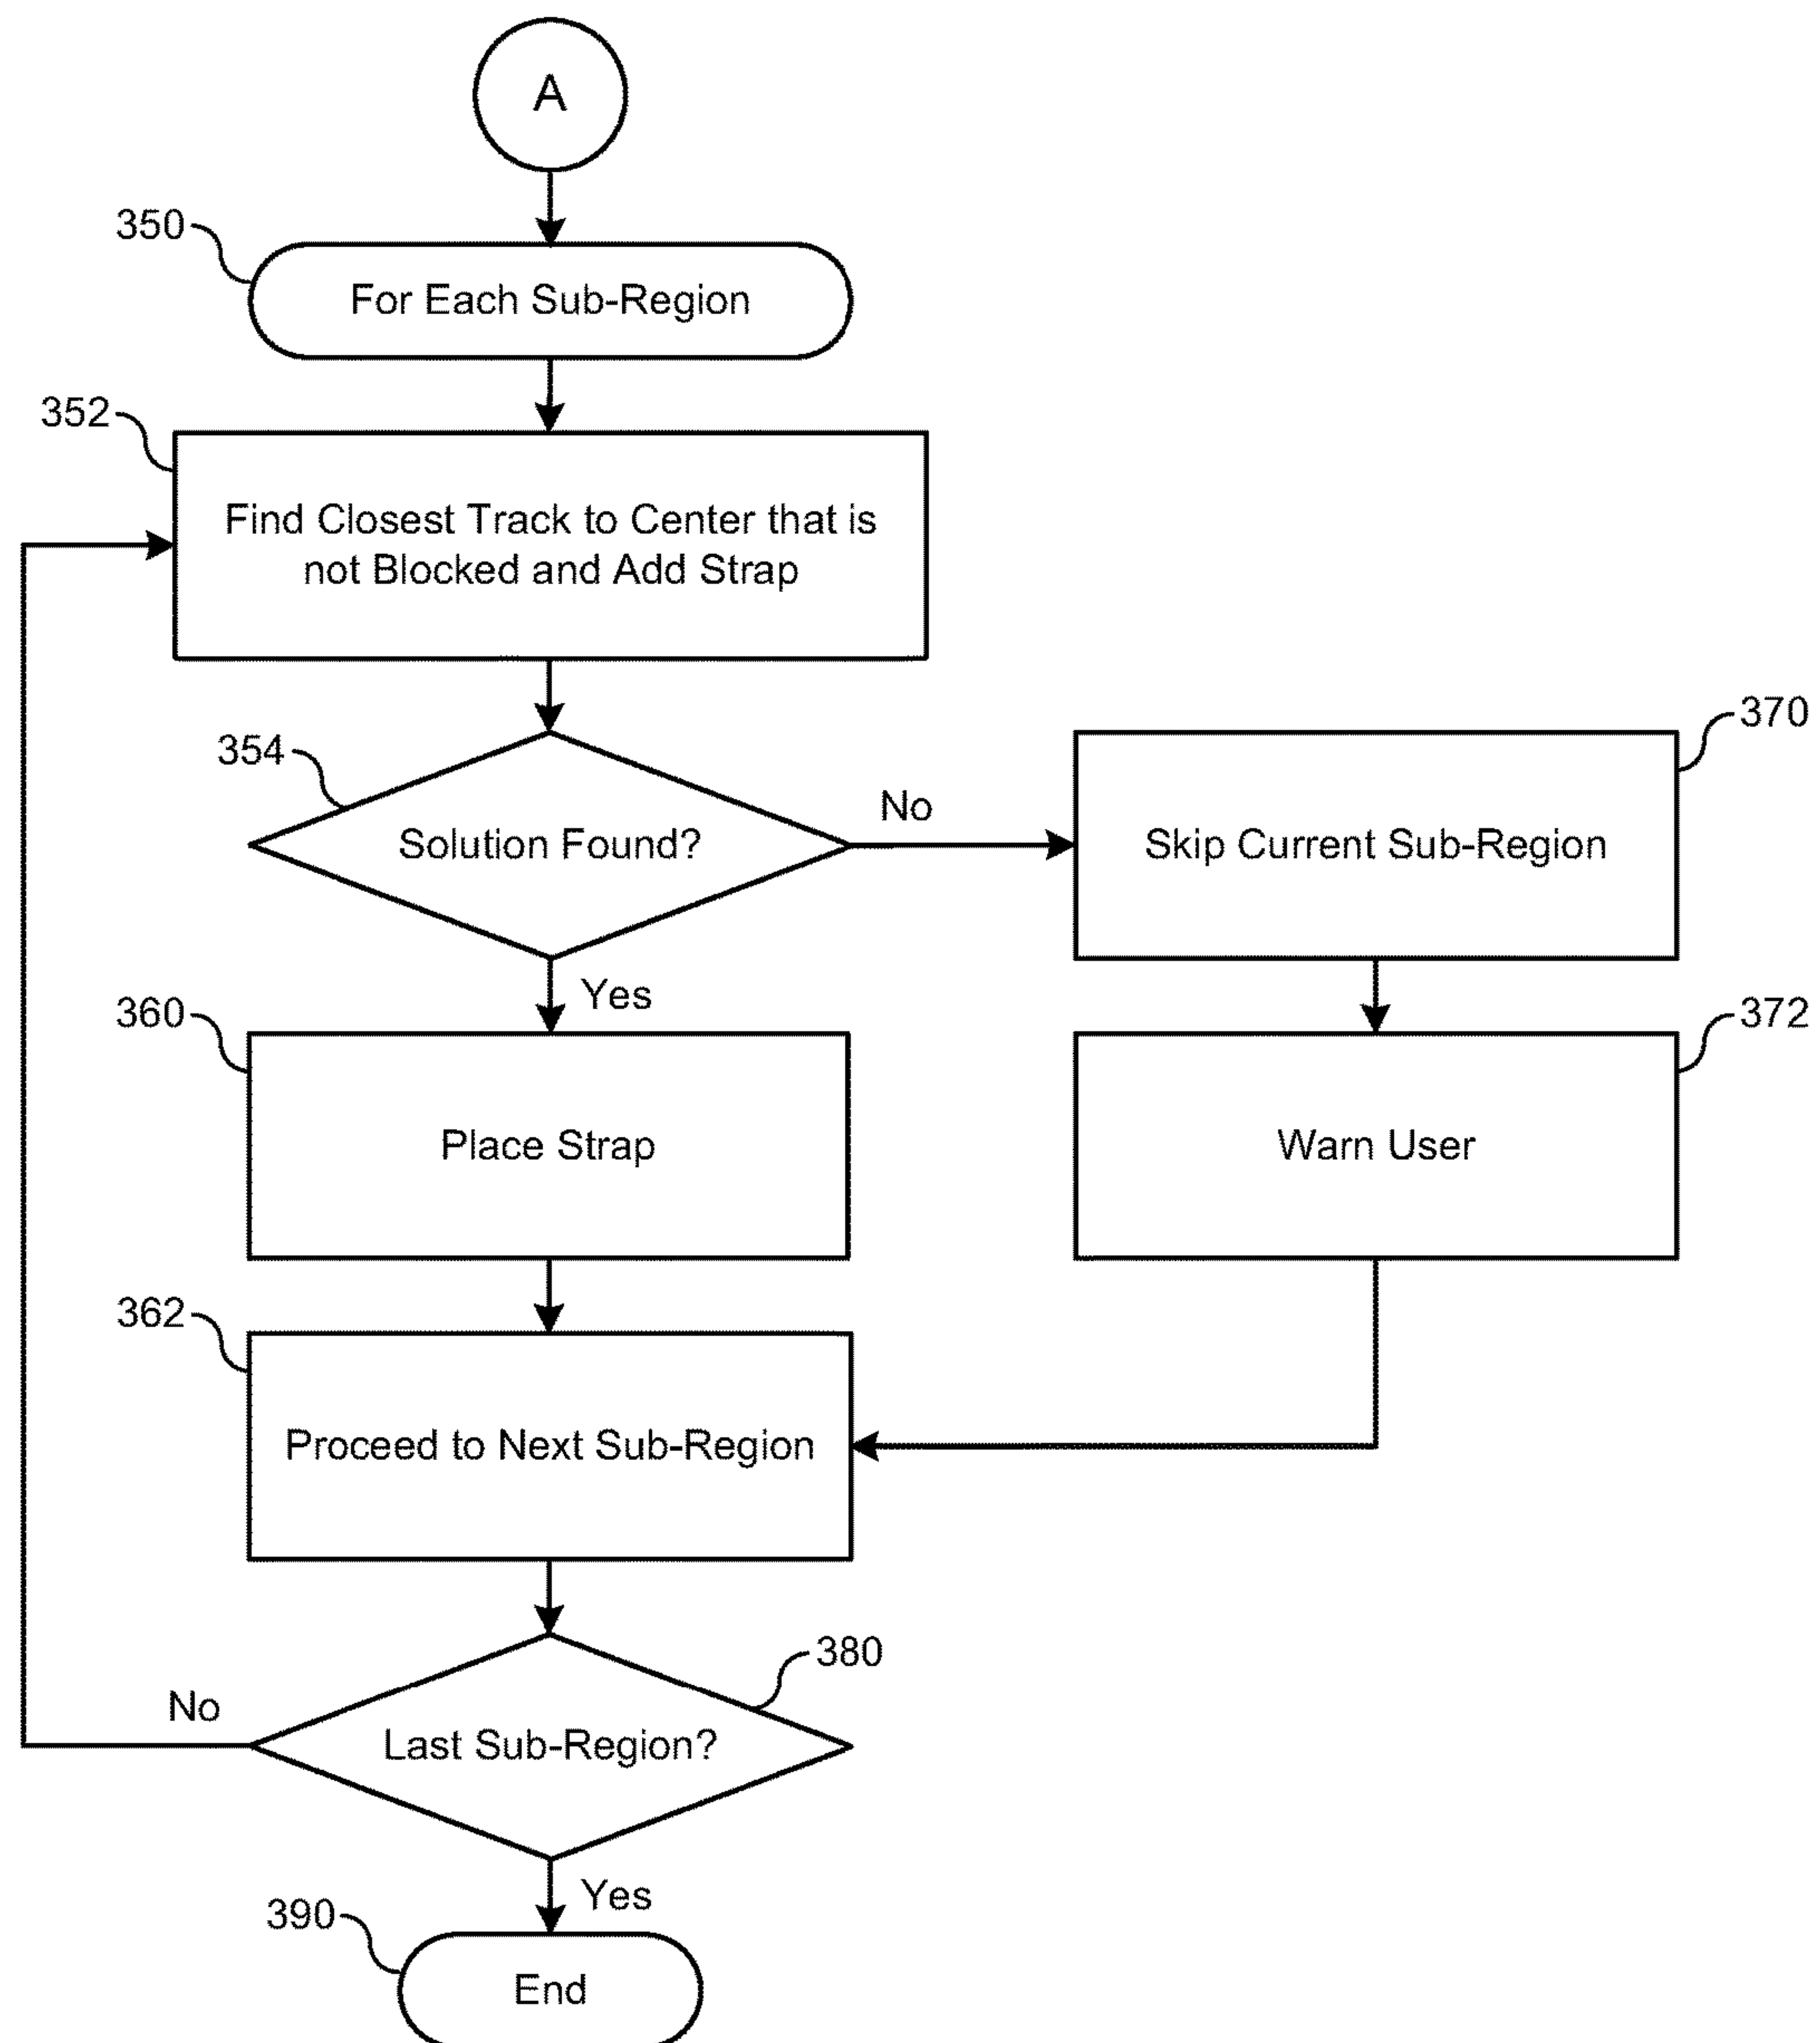 A
350
For Each Sub-Region
352
Find Closest Track to Center that is
not Blocked and Add Strap
354
Solution Found?
No
370
Skip Current Sub-Region
Yes
360
Place Strap
372
Warn User
362
Proceed to Next Sub-Region
380
Last Sub-Region?
No
Yes
390
End